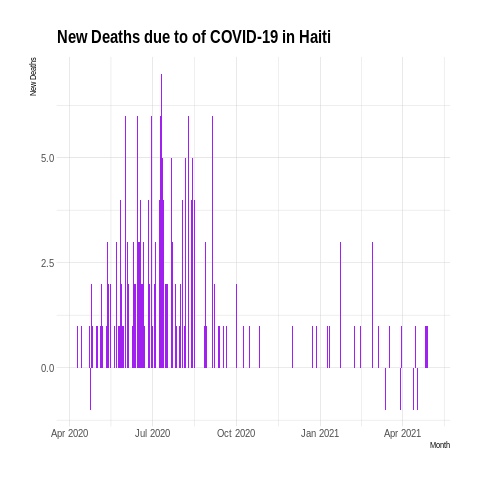 New Deaths due to of COVID-19 in Haiti
New Deaths
5.0
2.5
0.0
Apr 2020 Jul 2020 Oct 2020 Jan 2021 Apr 2021
Month